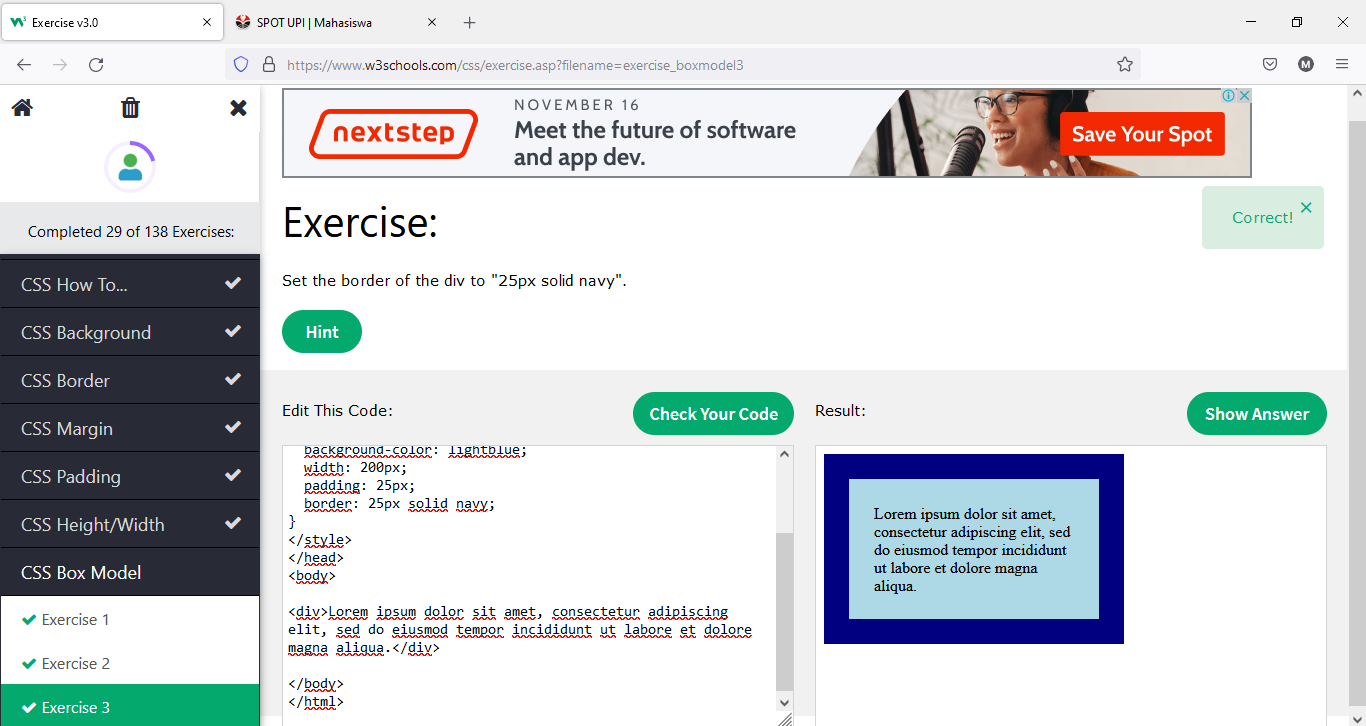 Exercise v3.0
SPOT UPI | Mahasiswa
https://www.w3schools.com/css/exercise.asp?filename=exercise_boxmodel3
M
Completed 29 of 138 Exercises:
CSS How To...
CSS Background
CSS Border
CSS Margin
CSS Padding
CSS Height/Width
CSS Box Model
Exercise 1
Exercise 2
Exercise 3
nextstep
NOVEMBER 16
Meet the future of software
and app dev.
Save Your Spot
Exercise:
Correct!
Set the border of the div to "25px solid navy".
Hint
Edit This Code:
Check Your Code
background-color: lightblue;
width: 200px;
padding: 25px;
border: 25px solid navy;
}
</style>
</head>
<body>
<div>Lorem ipsum dolor sit amet, consectetur adipiscing
elit, sed do eiusmod tempor incididunt ut labore et dolore
magna aliqua.</div>
</body>
</html>
Result:
Show Answer
Lorem ipsum dolor sit amet,
consectetur adipiscing elit, sed
do eiusmod tempor incididunt
ut labore et dolore magna
aliqua.